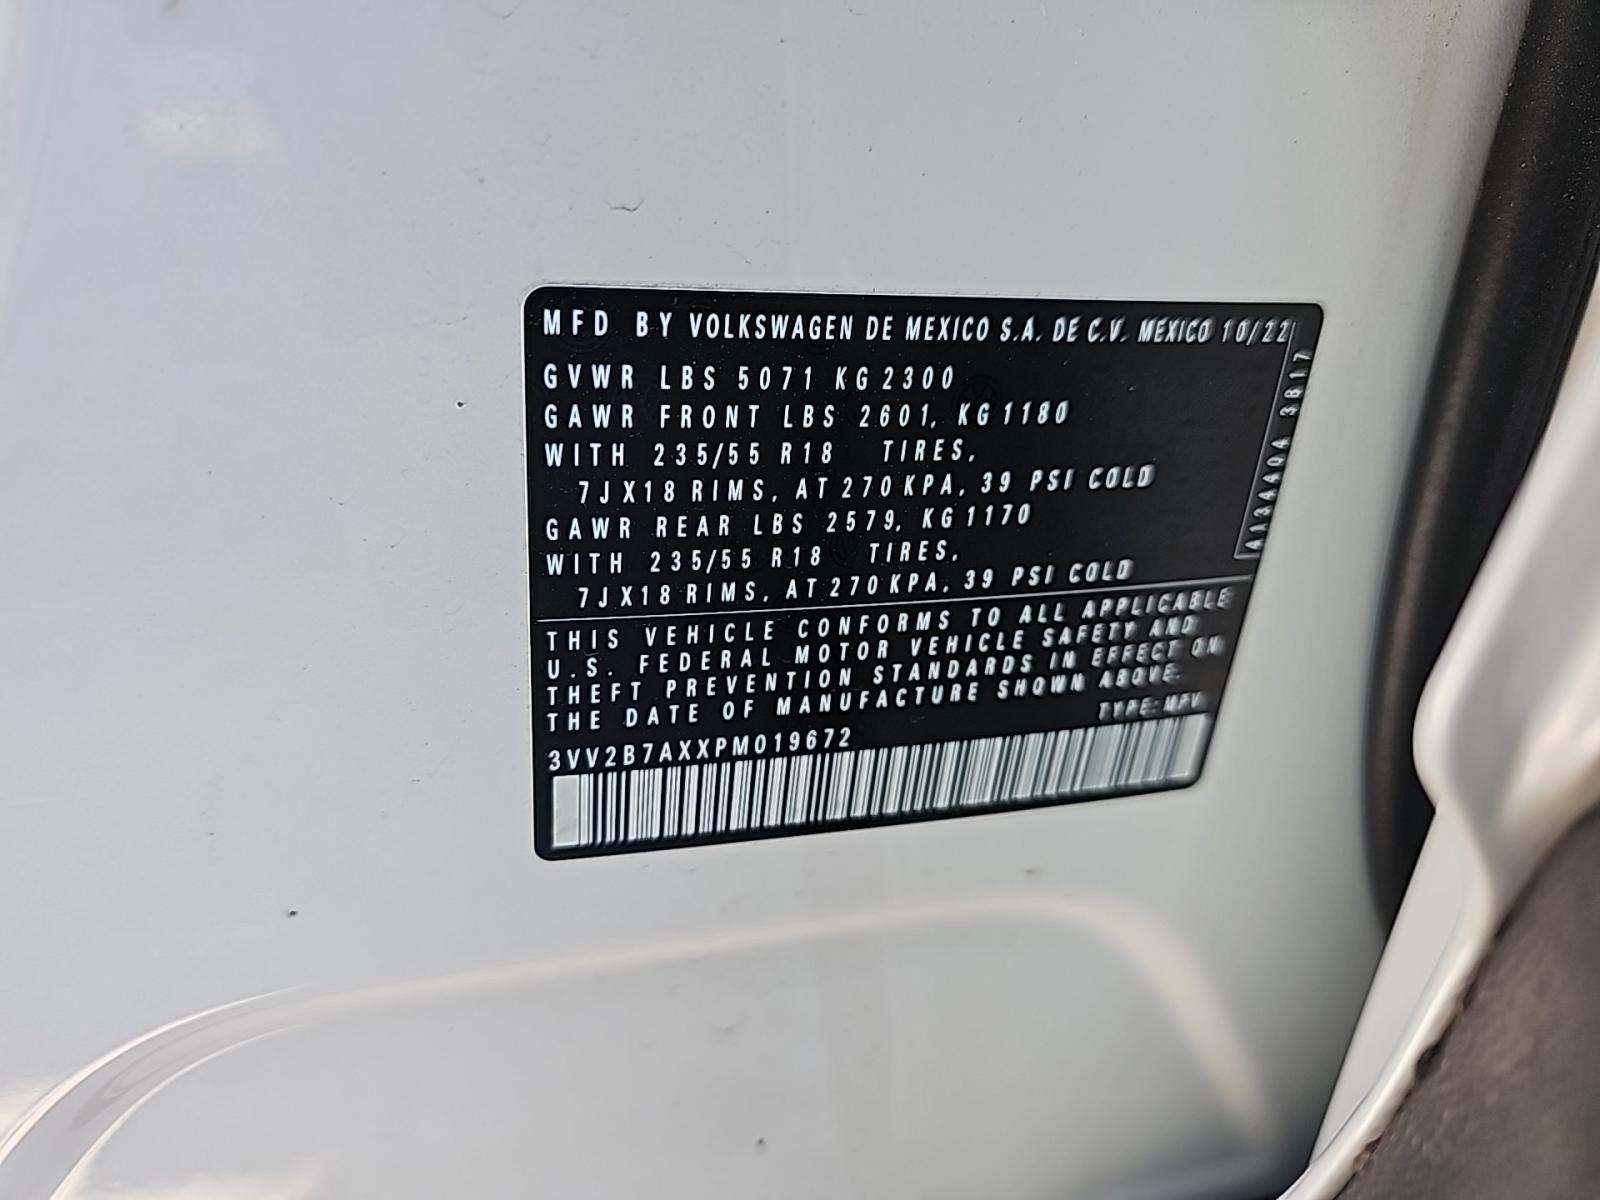 MFD BY VOLKSWAGEN DE MEXICO S.A. DE C.V. MEXICO 10/22
GVWR LBS 5071 KG 2300
GAWR FRONT LBS 2601, KG 1180
WITH 235/55 R18 TIRES,
7JX18 RIMS, AT 270 KPA, 39 PSI COLD
GAWR REAR LBS 2579, KG 1170
WITH 235/55 R18 TIRES,
7JX18 RIMS, AT 270 KPA, 39 PSI COLD
THIS VEHICLE CONFORMS TO ALL APPLICABLE
U.S. FEDERAL MOTOR VEHICLE SAFETY AND
THEFT PREVENTION STANDARDS IN EFFECT ON
THE DATE OF MANUFACTURE SHOWN ABOVE.
TYPE: MPV
3VV2B7AXXPM019672